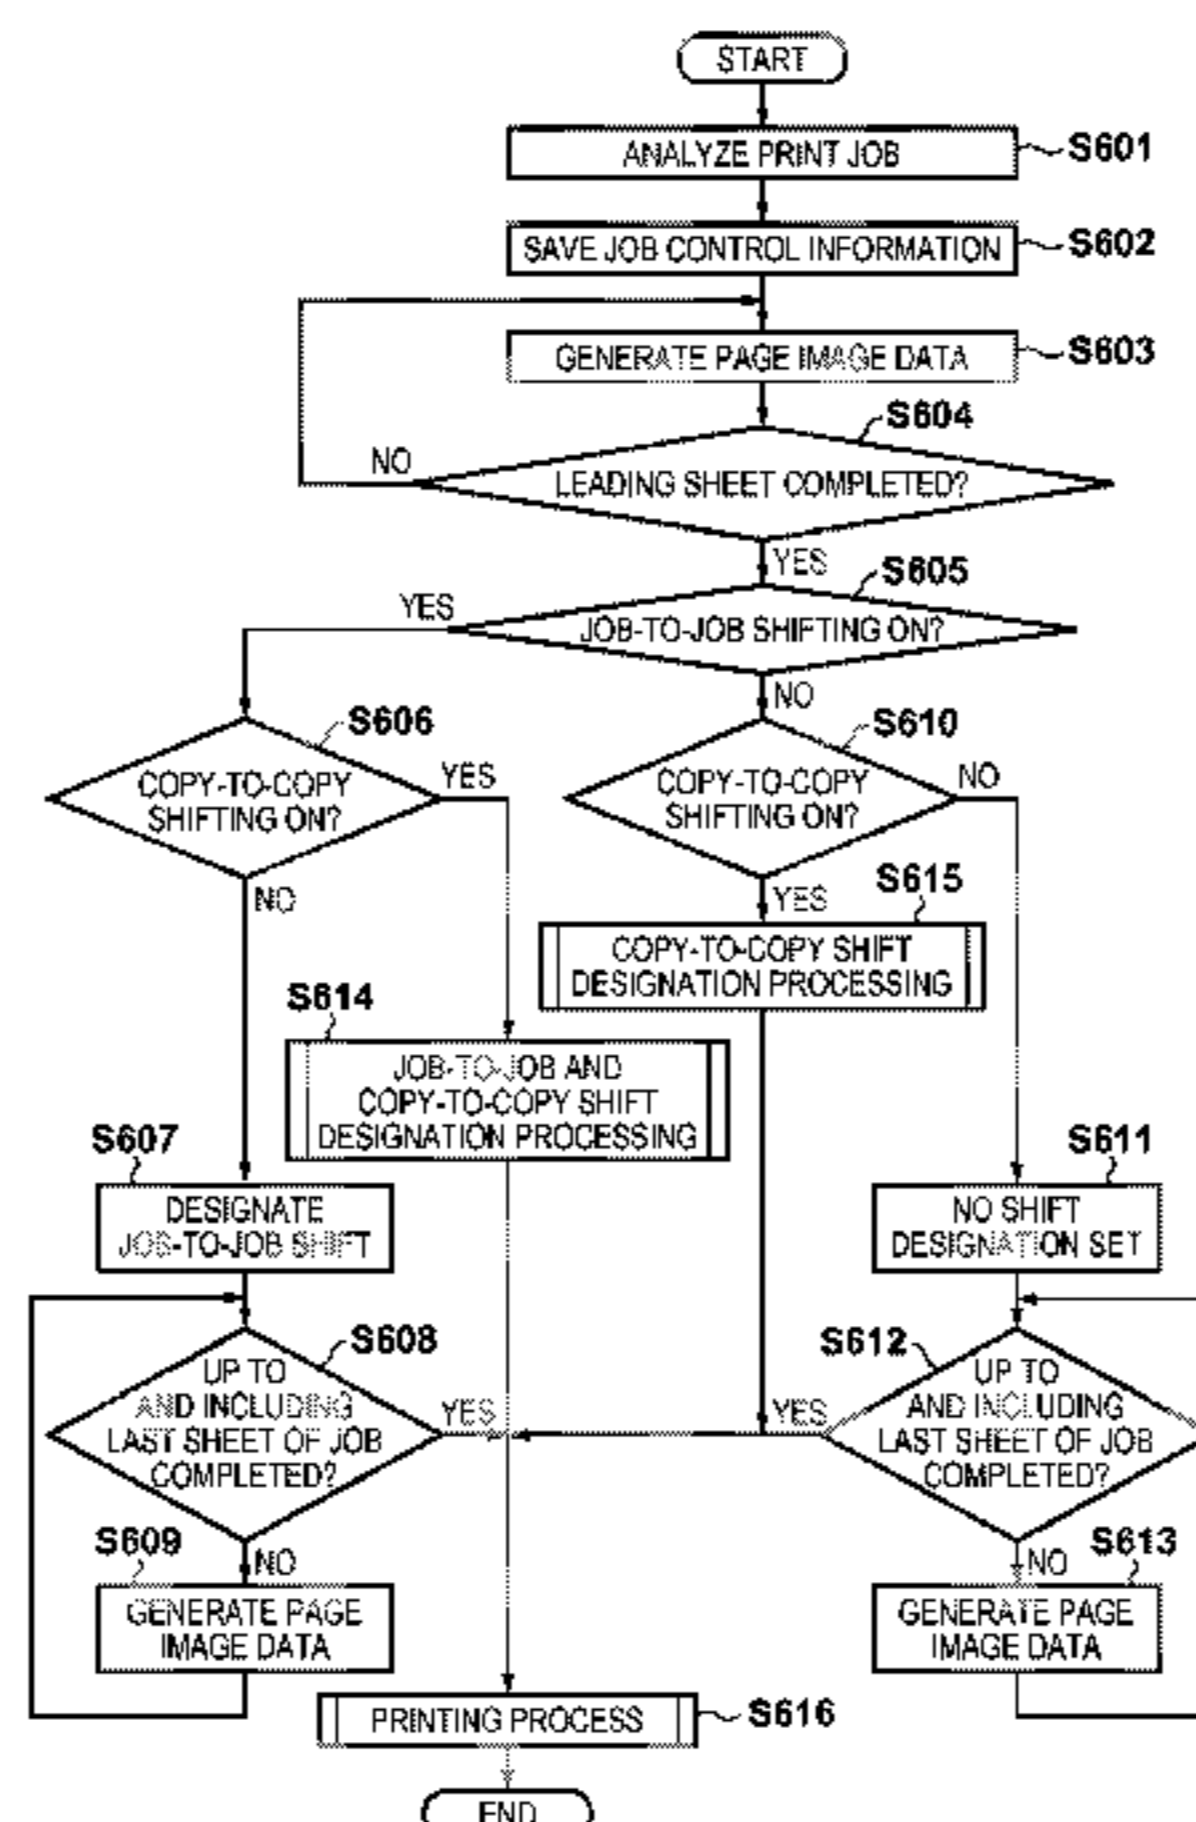 START
ANALYZE PRINT JOB
S601
SAVE JOB CONTROL INFORMATION
S602
GENERATE PAGE IMAGE DATA
S603
S604
NO
LEADING SHEET COMPLETED?
YES
S605
YES
JOB-TO-JOB SHIFTING ON?
NO
S606
COPY-TO-COPY
SHIFTING ON?
YES
NO
S610
COPY-TO-COPY
SHIFTING ON?
NO
YES
S615
COPY-TO-COPY SHIFT
DESIGNATION PROCESSING
S614
JOB-TO-JOB AND
COPY-TO-COPY SHIFT
DESIGNATION PROCESSING
S607
DESIGNATE
JOB-TO-JOB SHIFT
S611
NO SHIFT
DESIGNATION SET
S608
UP TO
AND INCLUDING
LAST SHEET OF JOB
COMPLETED?
YES
NO
S612
UP TO
AND INCLUDING
LAST SHEET OF JOB
COMPLETED?
YES
NO
S609
GENERATE PAGE
IMAGE DATA
S613
GENERATE PAGE
IMAGE DATA
PRINTING PROCESS
S616
END